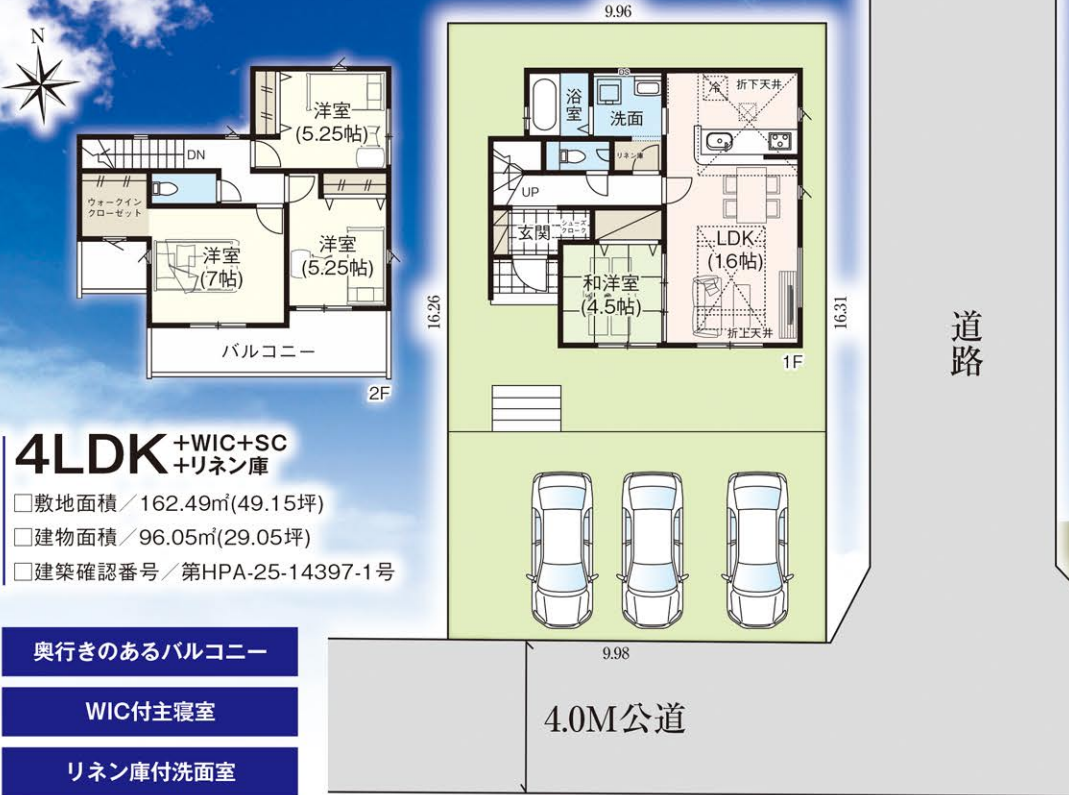 N
洋室
(5.25帖)
DN
ウォークイン
クローゼット
洋室
(7帖)
洋室
(5.25帖)
バルコニー
2F
9.96
DS
浴室
洗面
冷
折下天井
リネン庫
UP
玄関
シューズ
クローク
LDK
(16帖)
和洋室
(4.5帖)
折上天井
1F
16.26
16.31
道路
4LDK
+WIC+SC
+リネン庫
□敷地面積／162.49㎡(49.15坪)
□建物面積／96.05㎡(29.05坪)
□建築確認番号／第HPA-25-14397-1号
奥行きのあるバルコニー
WIC付主寝室
リネン庫付洗面室
9.98
4.0M公道